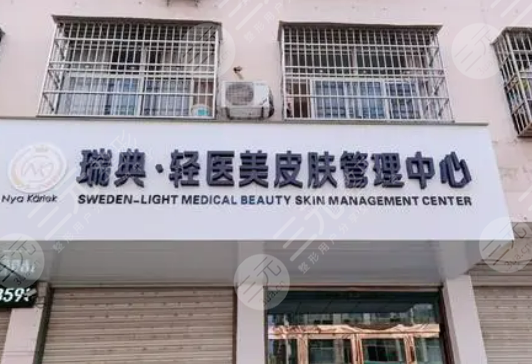 瑞典·轻医美皮肤管理中心
Nya Kärlek
SWEDEN-LIGHT MEDICAL BEAUTY SKIN MANAGEMENT CENTER
859